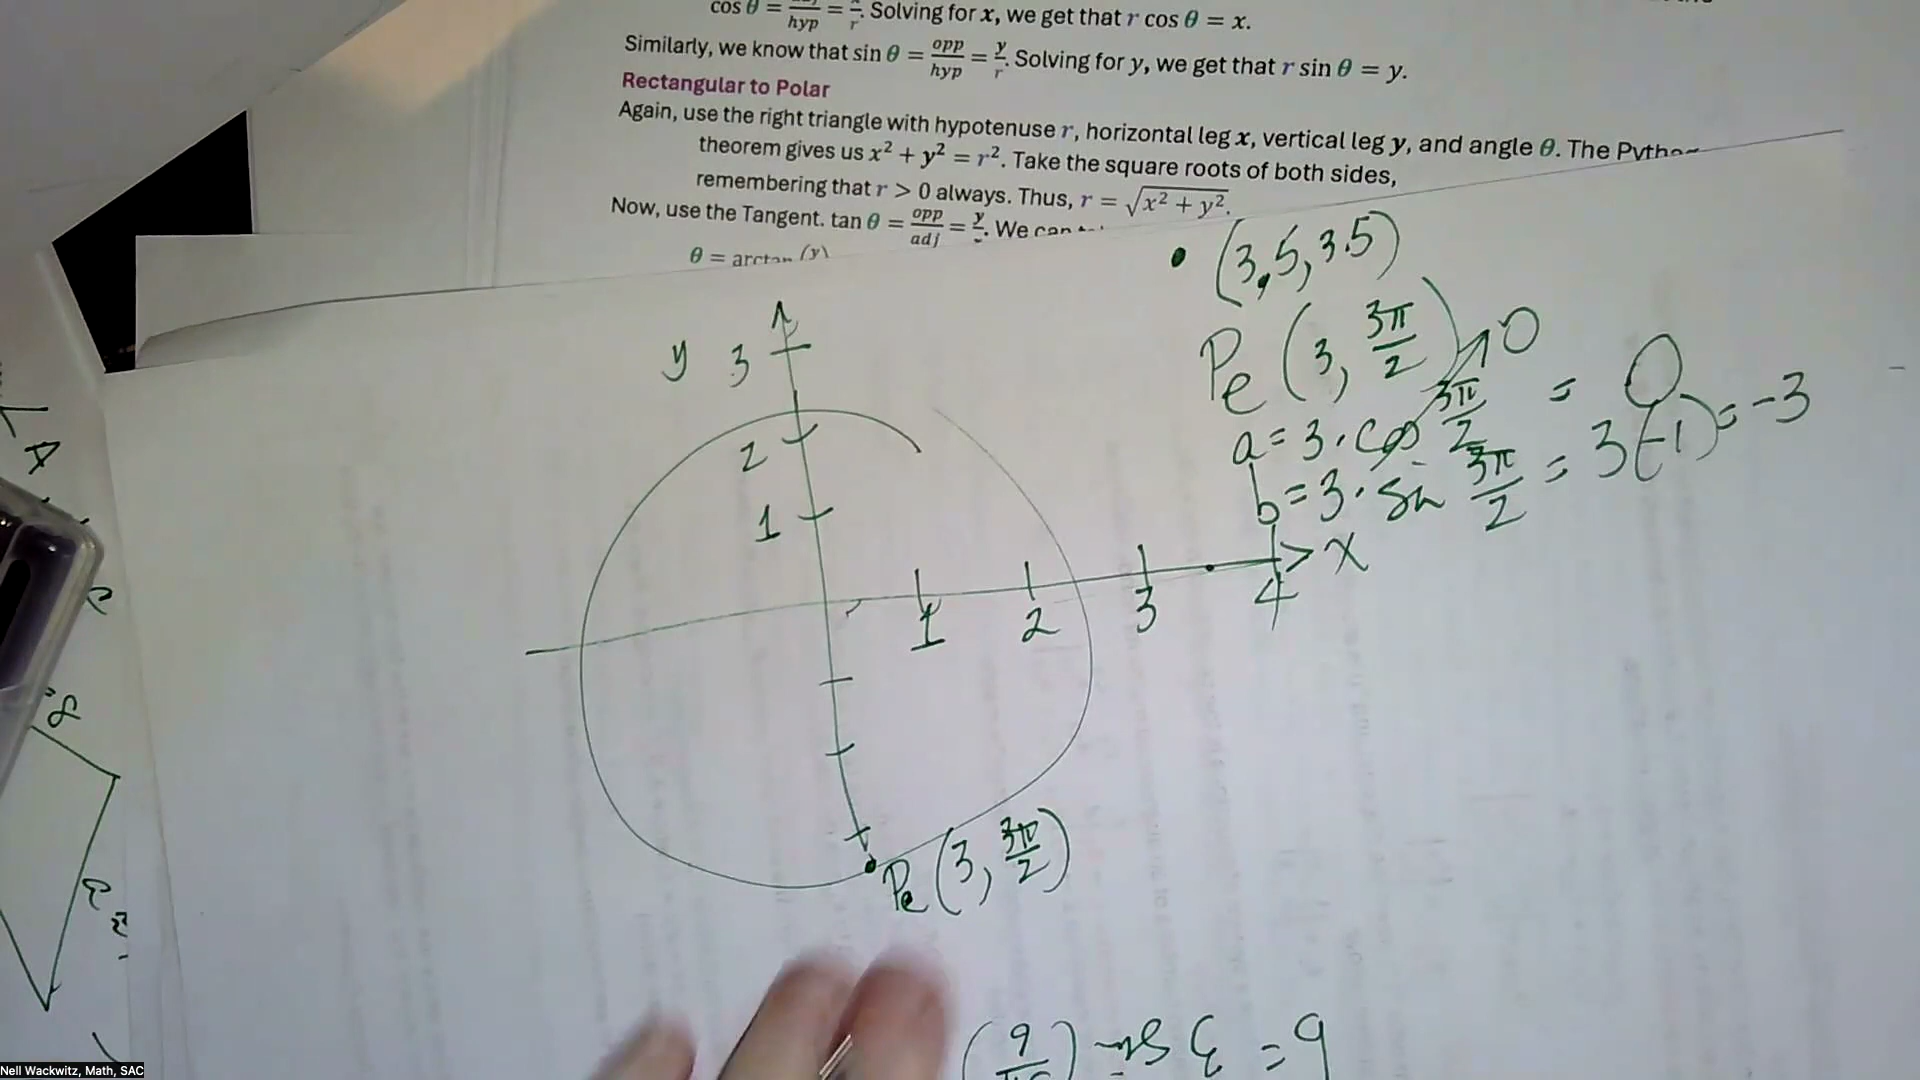 cos θ = hyp = r. Solving for x, we get that r cos θ = x.
Similarly, we know that sin θ = opp/hyp = y/r. Solving for y, we get that r sin θ = y.
Rectangular to Polar
Again, use the right triangle with hypotenuse r, horizontal leg x, vertical leg y, and angle θ. The
theorem gives us x² + y² = r². Take the square roots of both sides,
remembering that r > 0 always. Thus, r = √(x² + y²).
Now, use the Tangent. tan θ = opp/adj = y. We can
θ = (y)
• (3.5, 3.5)
Pe (3, 3π/2)
a = 3 · cos 3π/2 ↗ 0 = 0
b = 3 · sin 3π/2 = 3(-1) = -3
y 3
2
1
1 2 3 4 x
Pe (3, 3π/2)
b = 3 sin
8
Nell Wackwitz, Math, SAC